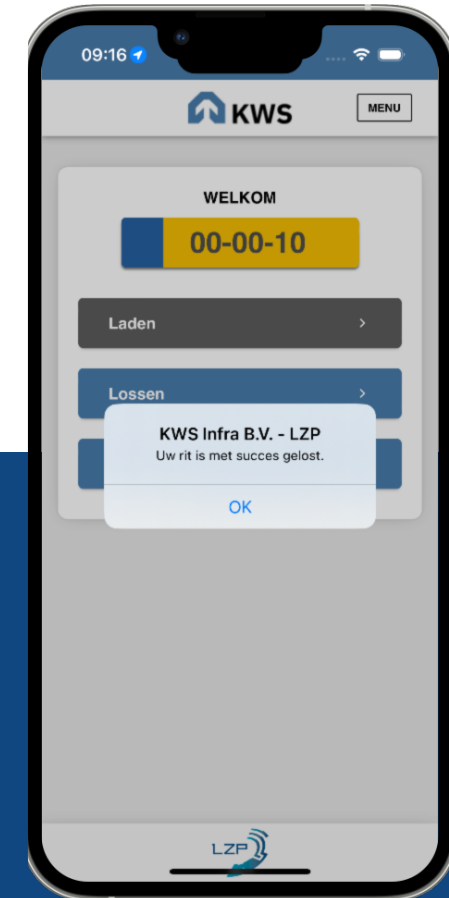 09:16
KWS
MENU
WELKOM
00-00-10
Laden
Lossen
KWS Infra B.V. - LZP
Uw rit is met succes gelost.
OK
LZP